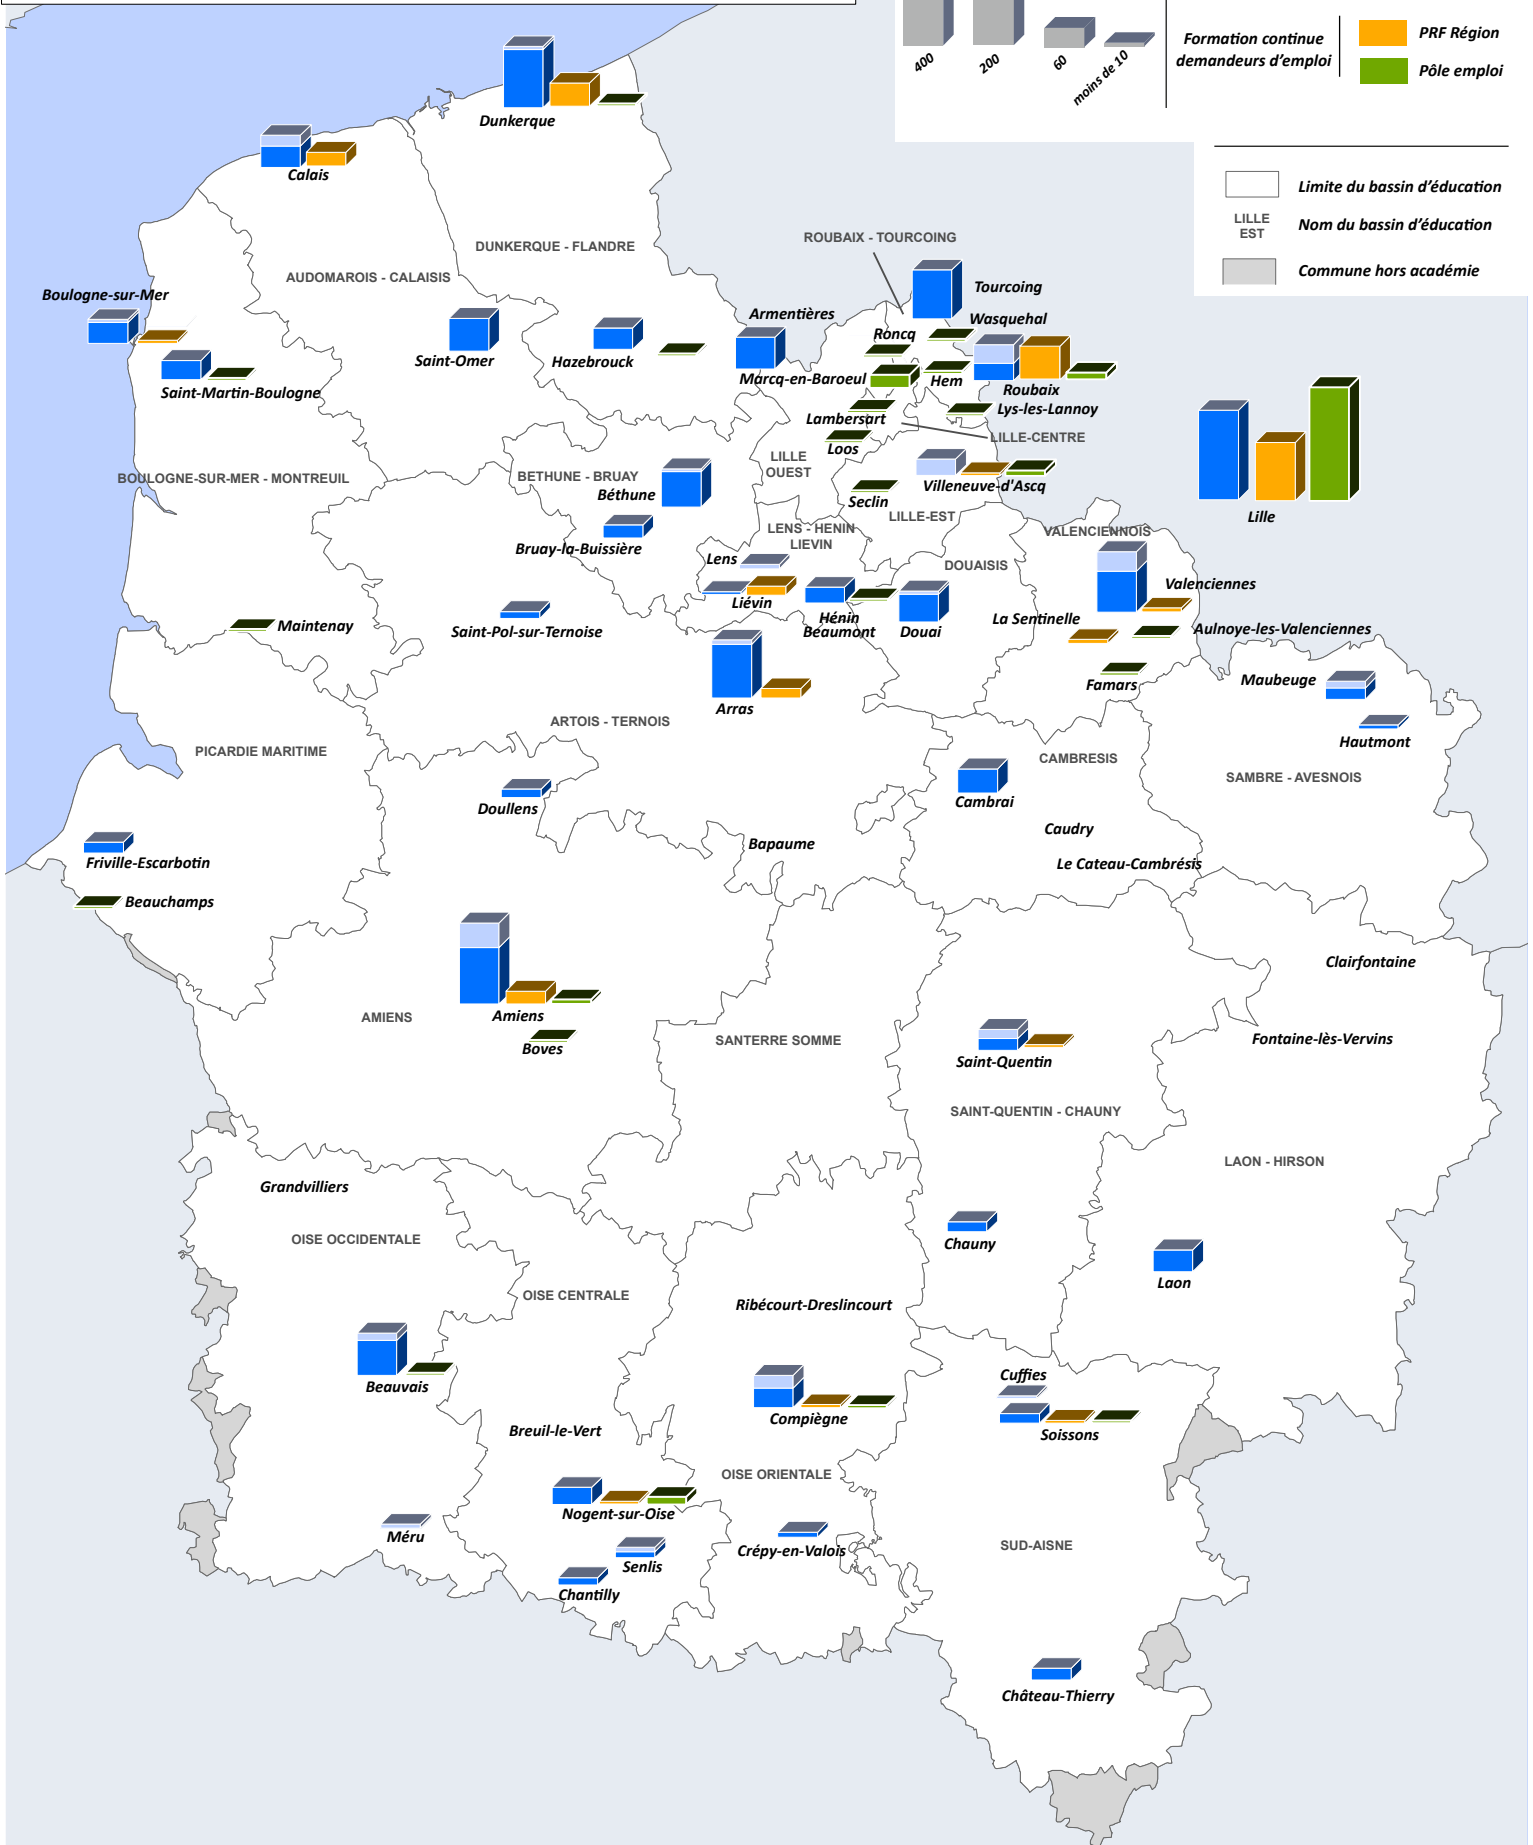 400
200
60
moins de 10
Formation continue
demandeurs d’emploi
PRF Région
Pôle emploi
Limite du bassin d’éducation
LILLE
EST
Nom du bassin d’éducation
Commune hors académie
Dunkerque
Calais
DUNKERQUE - FLANDRE
ROUBAIX - TOURCOING
AUDOMAROIS - CALAISIS
Boulogne-sur-Mer
Tourcoing
Armentières
Wasquehal
Roncq
Saint-Omer
Hazebrouck
Marcq-en-Baroeul
Hem
Roubaix
Saint-Martin-Boulogne
Lys-les-Lannoy
Lambersart
LILLE-CENTRE
Loos
LILLE
OUEST
BOULOGNE-SUR-MER - MONTREUIL
BETHUNE - BRUAY
Béthune
Villeneuve-d'Ascq
Seclin
Lille
LILLE-EST
LENS - HENIN
LIEVIN
VALENCIENNOIS
Bruay-la-Buissière
Lens
DOUAISIS
Valenciennes
Liévin
Hénin
Beaumont
Douai
La Sentinelle
Aulnoye-les-Valenciennes
Maintenay
Saint-Pol-sur-Ternoise
Famars
Maubeuge
Arras
ARTOIS - TERNOIS
Hautmont
PICARDIE MARITIME
CAMBRESIS
SAMBRE - AVESNOIS
Doullens
Cambrai
Caudry
Bapaume
Friville-Escarbotin
Le Cateau-Cambrésis
Beauchamps
Clairfontaine
AMIENS
Amiens
Boves
SANTERRE SOMME
Saint-Quentin
Fontaine-lès-Vervins
SAINT-QUENTIN - CHAUNY
LAON - HIRSON
Grandvilliers
OISE OCCIDENTALE
Chauny
Laon
OISE CENTRALE
Ribécourt-Dreslincourt
Beauvais
Cuffies
Compiègne
Soissons
Breuil-le-Vert
OISE ORIENTALE
Nogent-sur-Oise
Méru
Crépy-en-Valois
SUD-AISNE
Senlis
Chantilly
Château-Thierry